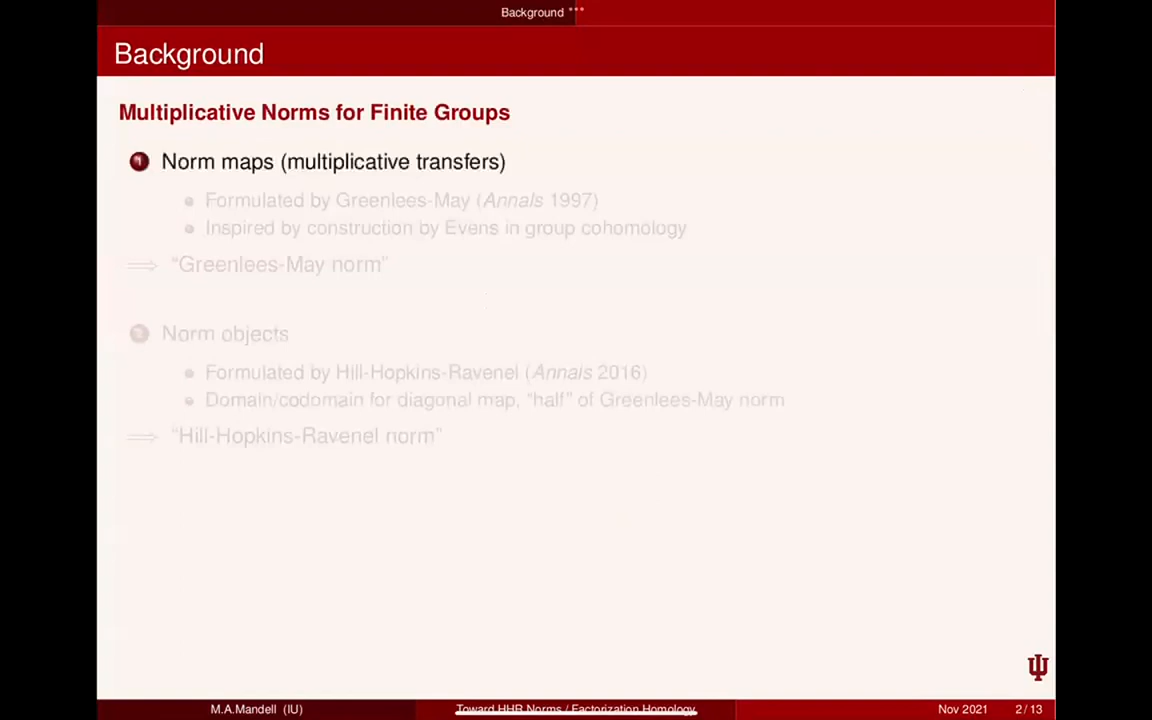 Background
Background
Multiplicative Norms for Finite Groups
1 Norm maps (multiplicative transfers)
Formulated by Greenlees-May (Annals 1997)
Inspired by construction by Evens in group cohomology
⟹ “Greenlees-May norm”
2 Norm objects
Formulated by Hill-Hopkins-Ravenel (Annals 2016)
Domain/codomain for diagonal map, “half” of Greenlees-May norm
⟹ “Hill-Hopkins-Ravenel norm”
M.A.Mandell (IU) Toward HHR Norms / Factorization Homology Nov 2021 2 / 13